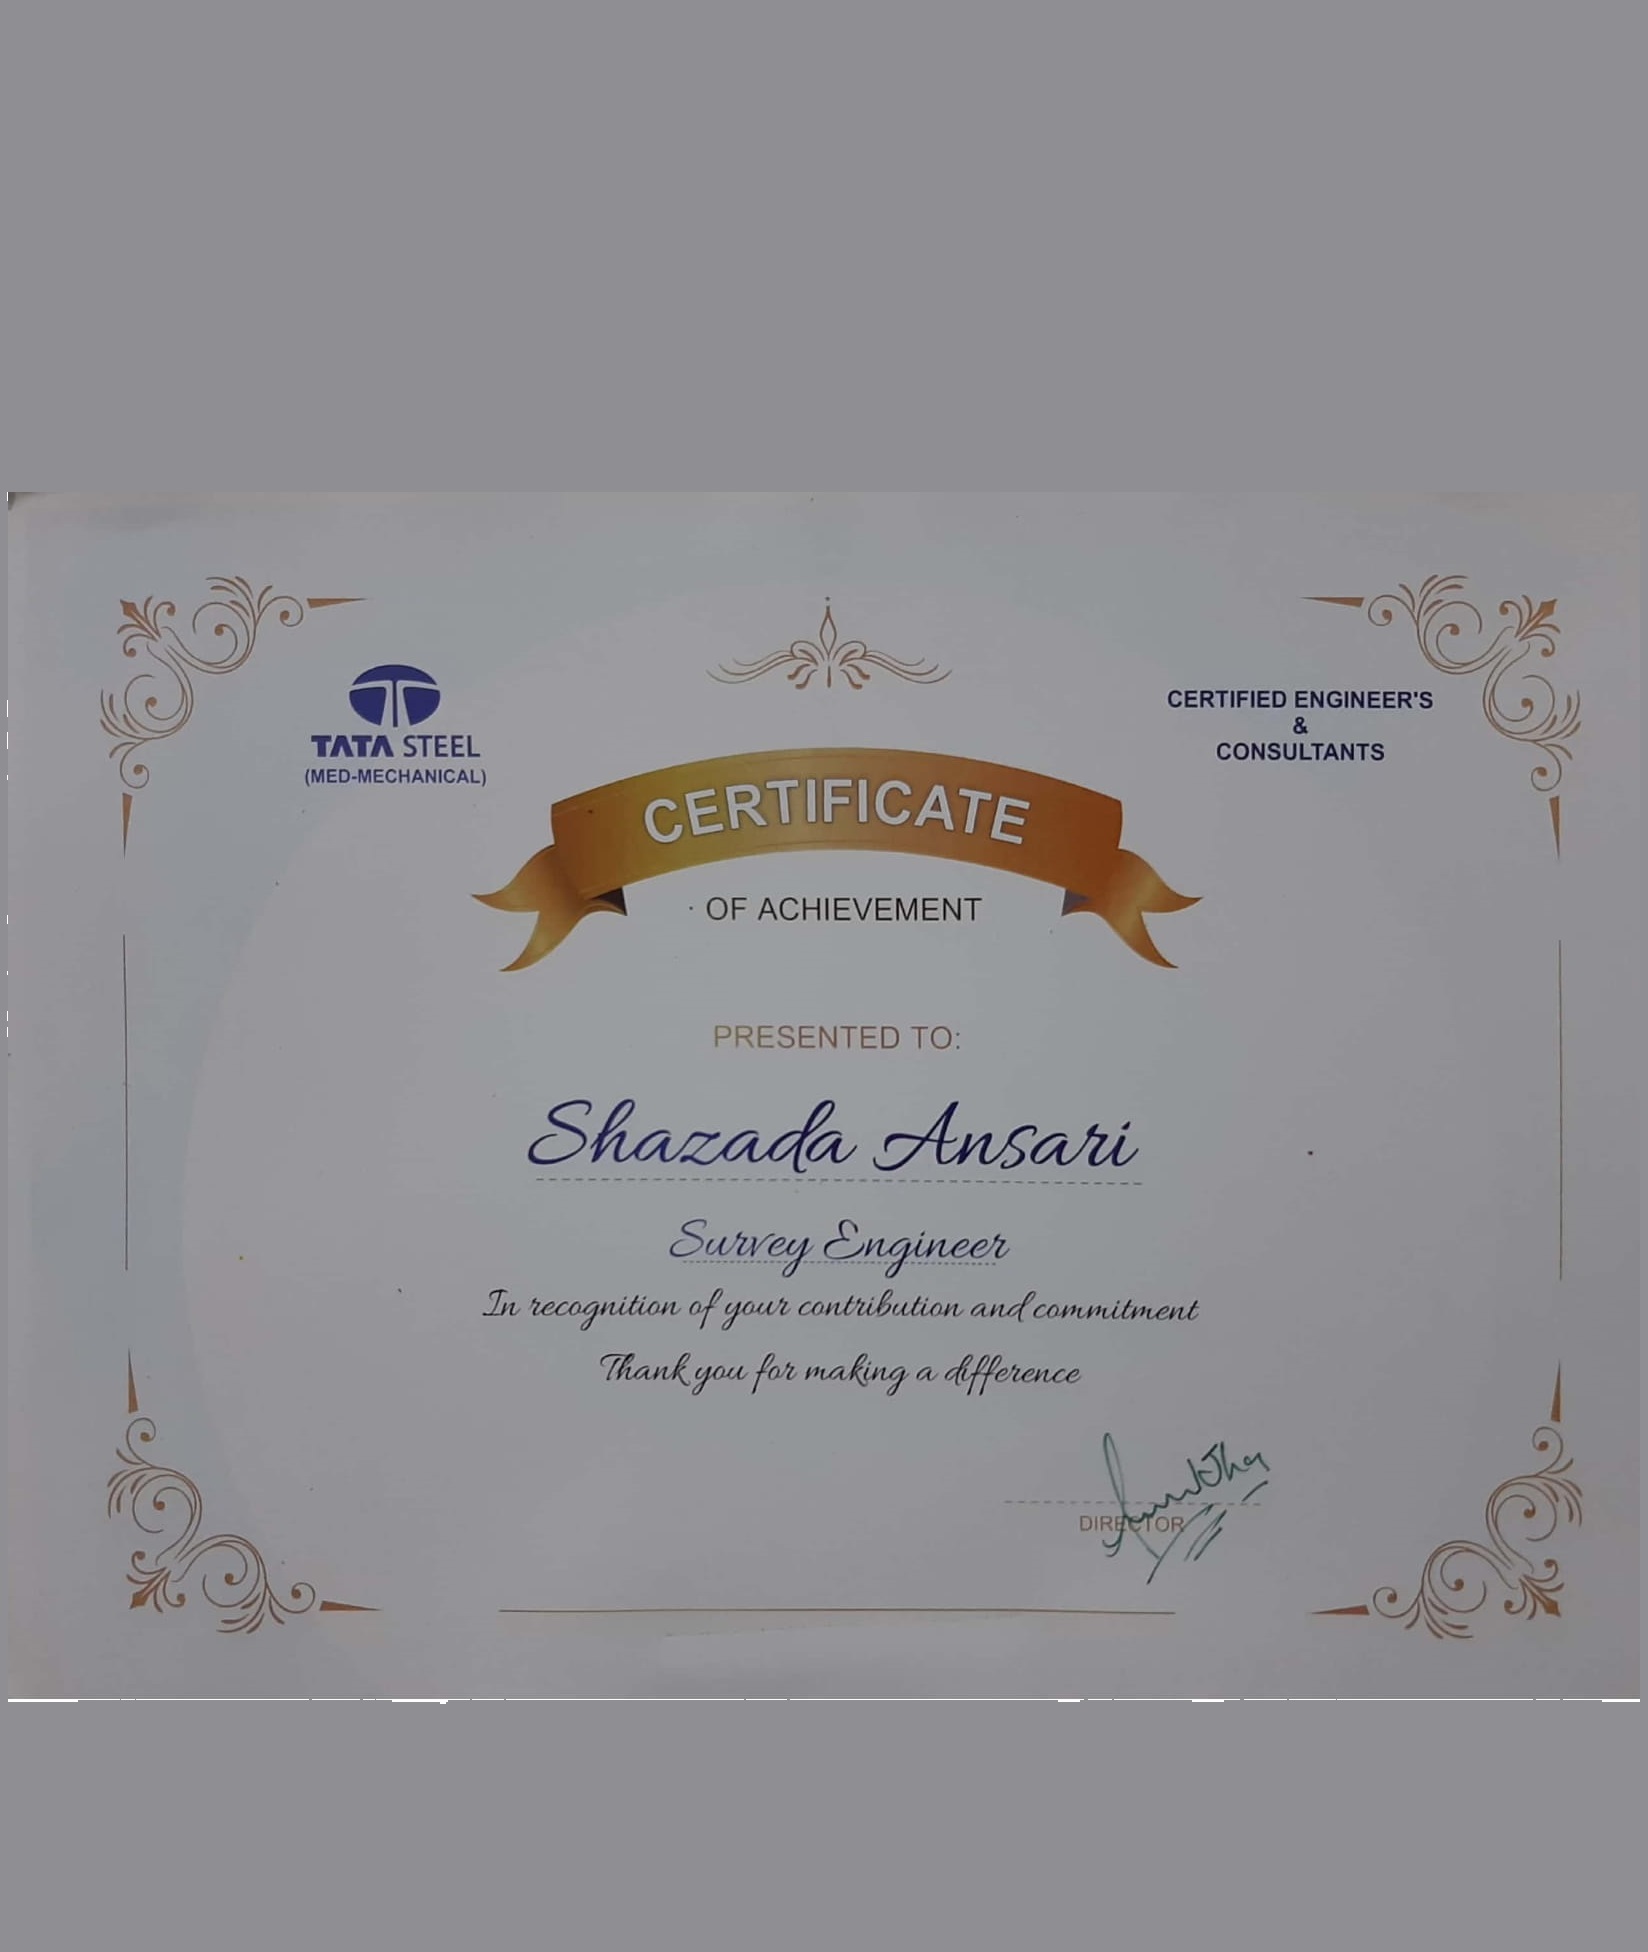 TATA STEEL
(MED-MECHANICAL)
CERTIFIED ENGINEER'S
&
CONSULTANTS
CERTIFICATE
OF ACHIEVEMENT
PRESENTED TO:
Shazada Ansari
Survey Engineer
In recognition of your contribution and commitment
Thank you for making a difference
DIRECTOR